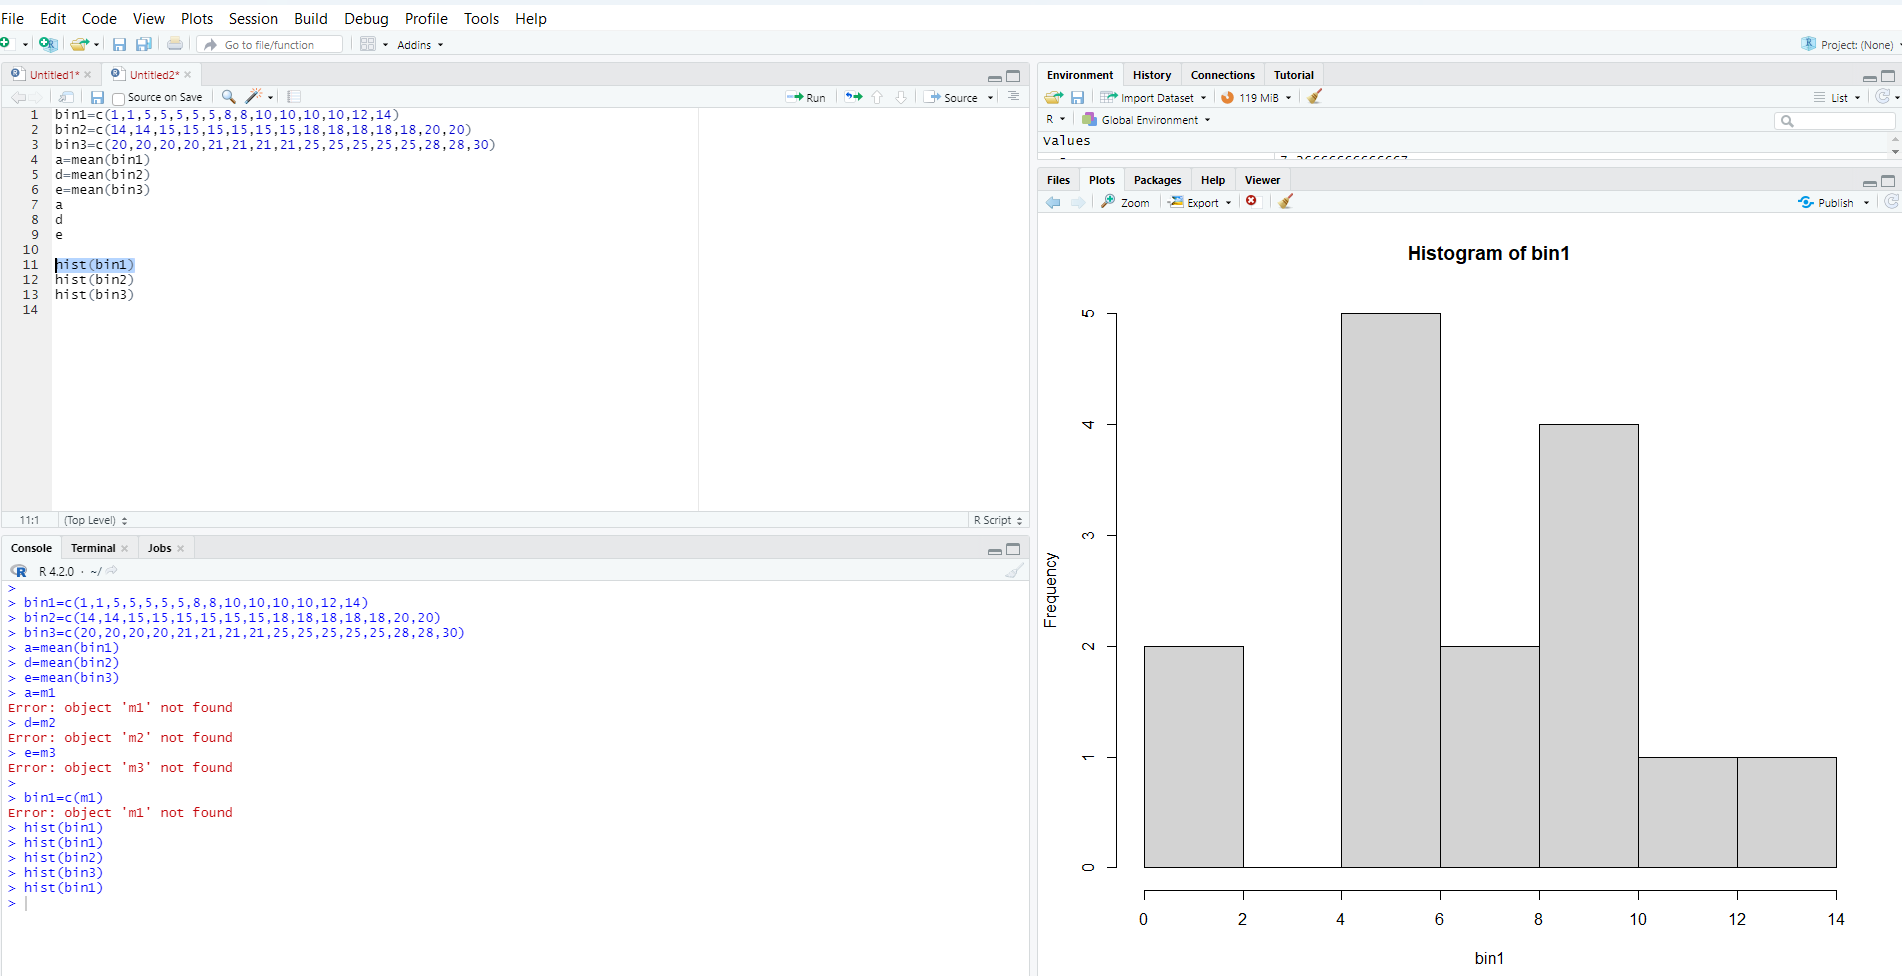 File Edit Code View Plots Session Build Debug Profile Tools Help
Go to file/function Addins Project: (None)
Untitled1* Untitled2*
Source on Save Run Source
1 bin1=c(1,1,5,5,5,5,5,8,8,10,10,10,10,12,14)
2 bin2=c(14,14,15,15,15,15,15,15,18,18,18,18,18,20,20)
3 bin3=c(20,20,20,20,21,21,21,21,25,25,25,25,25,28,28,30)
4 a=mean(bin1)
5 d=mean(bin2)
6 e=mean(bin3)
7 a
8 d
9 e
10
11 hist(bin1)
12 hist(bin2)
13 hist(bin3)
14
11:1 (Top Level) R Script
Console Terminal Jobs
R R 4.2.0 · ~/
>
> bin1=c(1,1,5,5,5,5,5,8,8,10,10,10,10,12,14)
> bin2=c(14,14,15,15,15,15,15,15,18,18,18,18,18,20,20)
> bin3=c(20,20,20,20,21,21,21,21,25,25,25,25,25,28,28,30)
> a=mean(bin1)
> d=mean(bin2)
> e=mean(bin3)
> a=m1
Error: object 'm1' not found
> d=m2
Error: object 'm2' not found
> e=m3
Error: object 'm3' not found
>
> bin1=c(m1)
Error: object 'm1' not found
> hist(bin1)
> hist(bin1)
> hist(bin2)
> hist(bin3)
> hist(bin1)
>
Environment History Connections Tutorial
Import Dataset 119 MiB List
R Global Environment
Values
Files Plots Packages Help Viewer
Zoom Export Publish
Histogram of bin1
5
4
3
2
1
0
Frequency
0 2 4 6 8 10 12 14
bin1